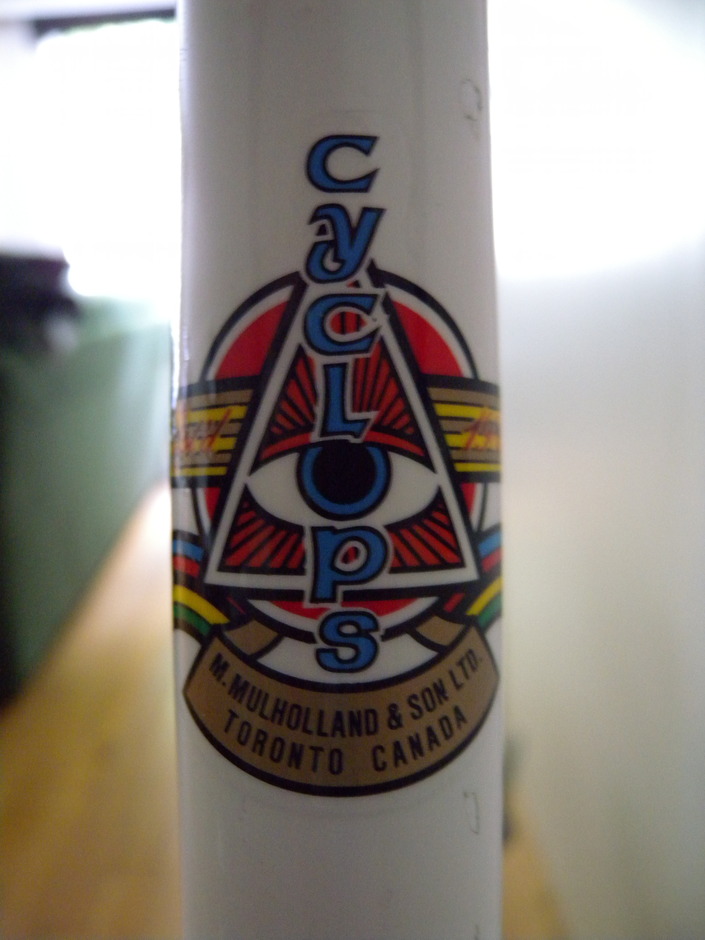 Cyclops
M. MULHOLLAND & SON LTD.
TORONTO CANADA